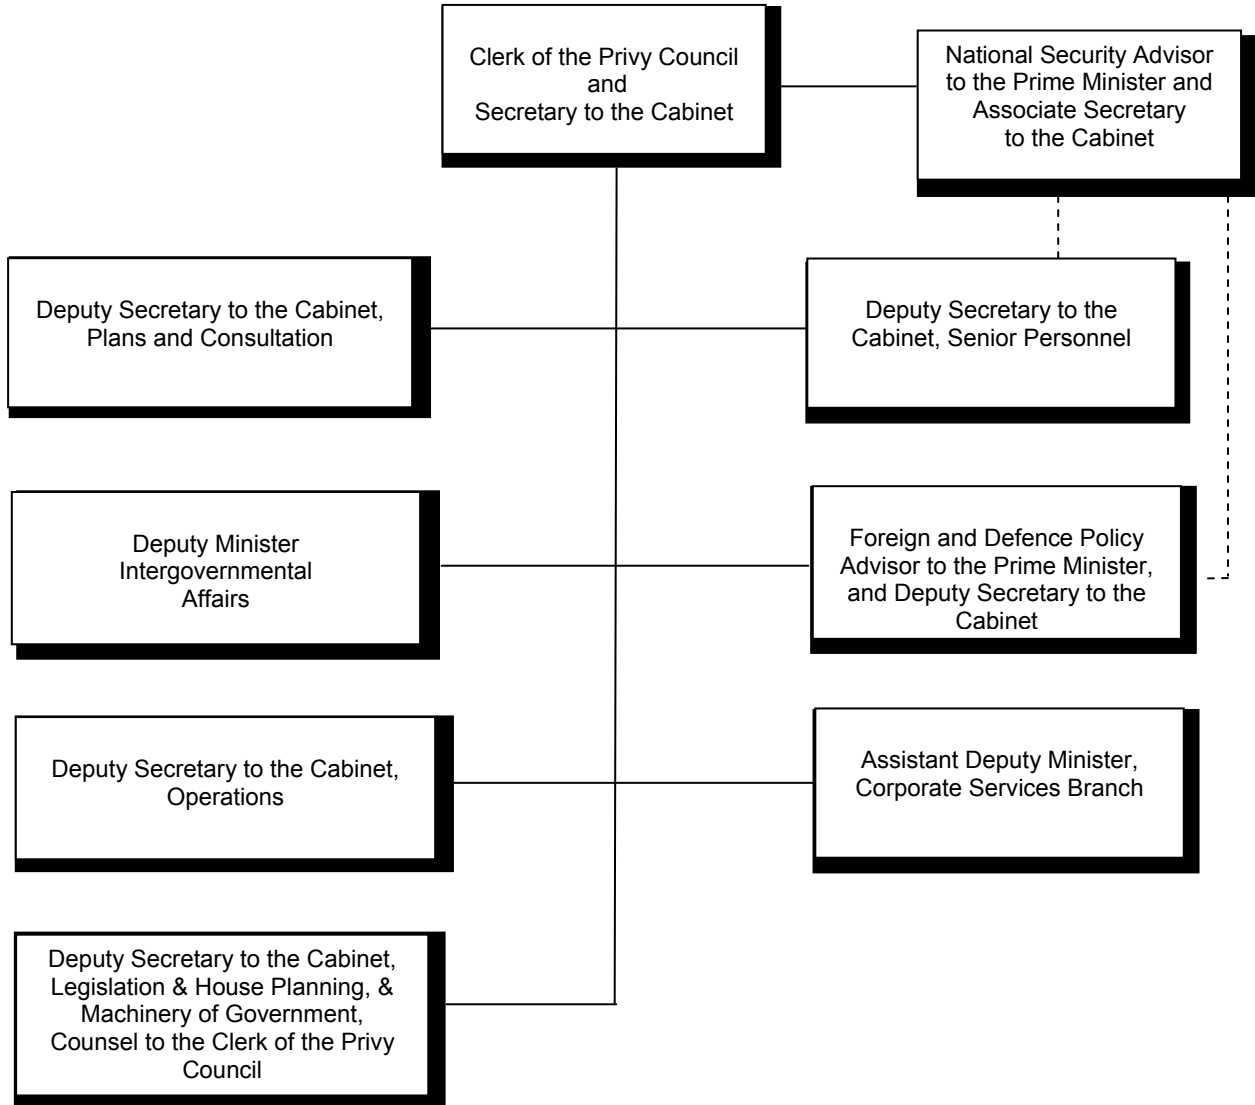 Clerk of the Privy Council
and
Secretary to the Cabinet
National Security Advisor
to the Prime Minister and
Associate Secretary
to the Cabinet
Deputy Secretary to the Cabinet,
Plans and Consultation
Deputy Secretary to the
Cabinet, Senior Personnel
Deputy Minister
Intergovernmental
Affairs
Foreign and Defence Policy
Advisor to the Prime Minister,
and Deputy Secretary to the
Cabinet
Deputy Secretary to the Cabinet,
Operations
Assistant Deputy Minister,
Corporate Services Branch
Deputy Secretary to the Cabinet,
Legislation & House Planning, &
Machinery of Government,
Counsel to the Clerk of the Privy
Council